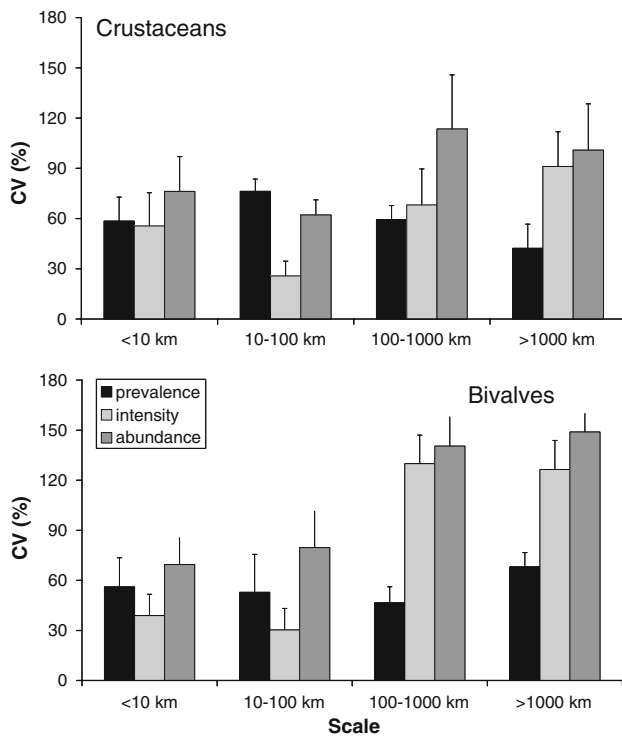 Crustaceans
CV (%)
180
150
120
90
60
30
0
<10 km
10-100 km
100-1000 km
>1000 km
Bivalves
prevalence
intensity
abundance
CV (%)
180
150
120
90
60
30
0
<10 km
10-100 km
100-1000 km
>1000 km
Scale